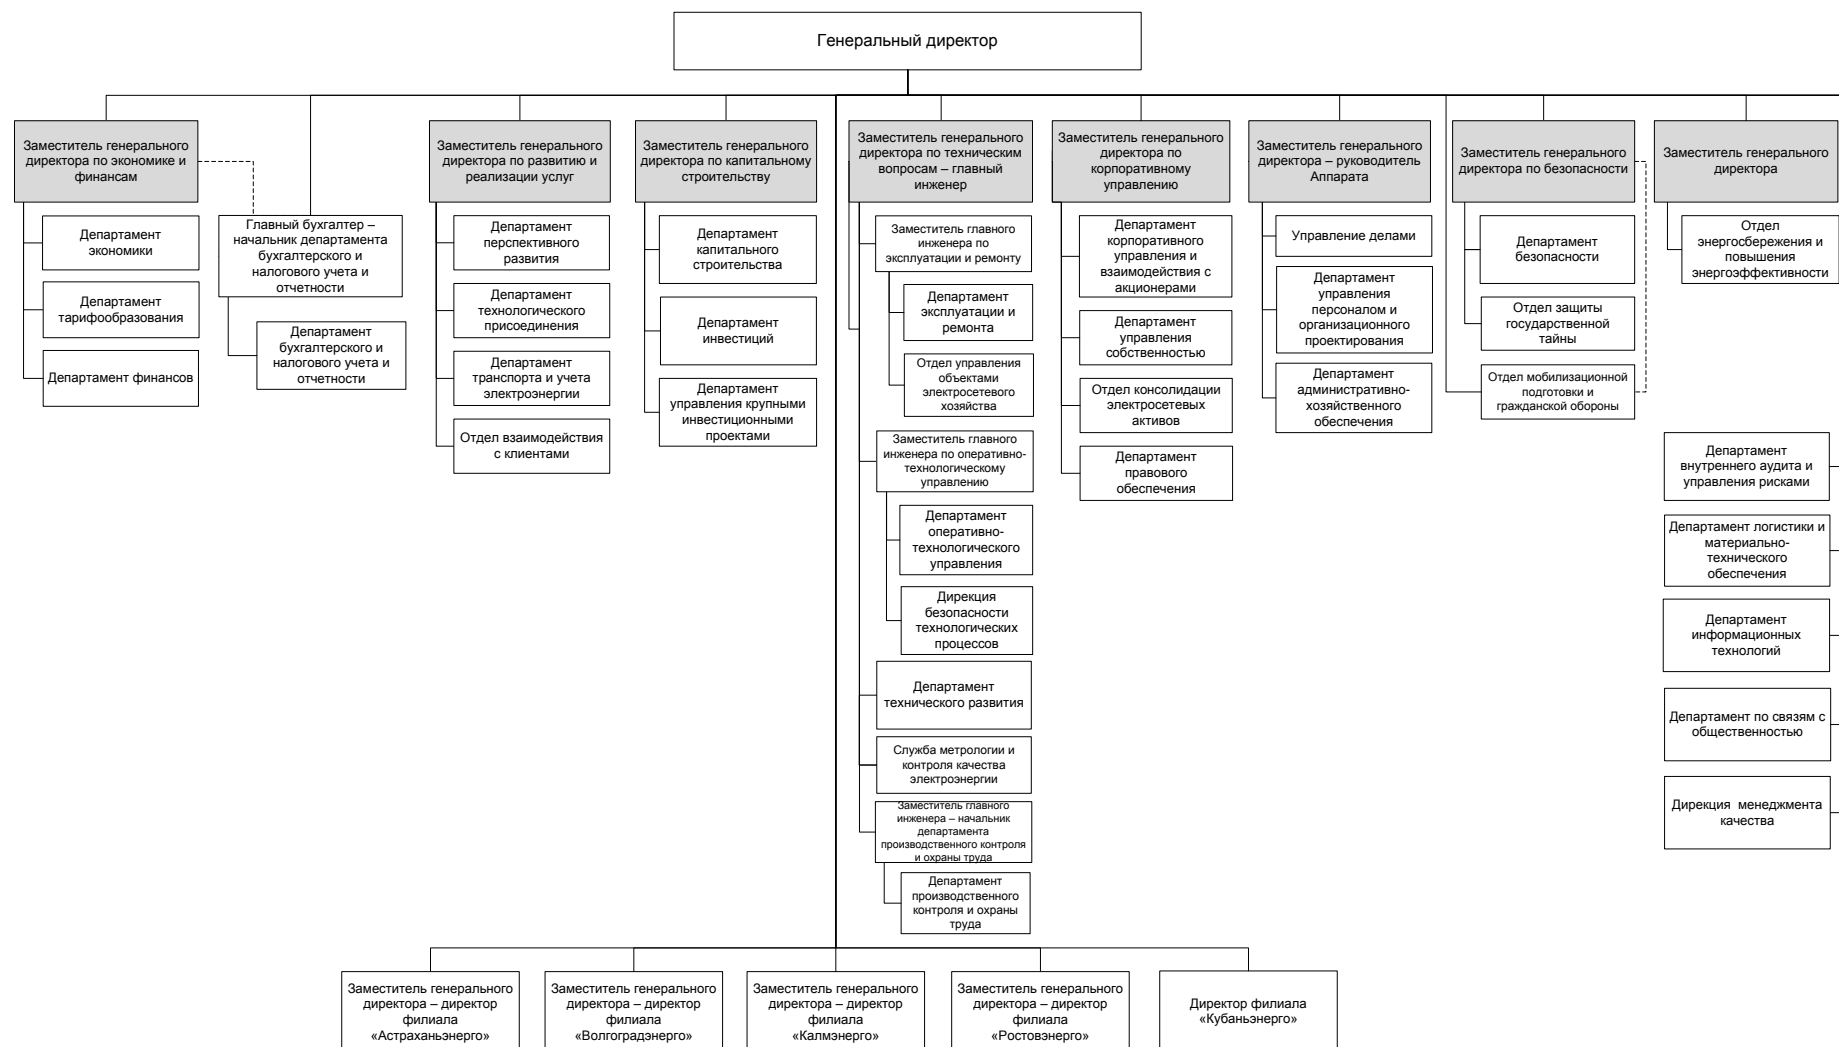 Генеральный директор
Заместитель генерального
директора по экономике и
финансам
Департамент
экономики
Департамент
тарифообразования
Департамент финансов
Главный бухгалтер –
начальник департамента
бухгалтерского и
налогового учета и
отчетности
Департамент
бухгалтерского и
налогового учета и
отчетности
Заместитель генерального
директора по развитию и
реализации услуг
Департамент
перспективного
развития
Департамент
технологического
присоединения
Департамент
транспорта и учета
электроэнергии
Отдел взаимодействия
с клиентами
Заместитель генерального
директора по капитальному
строительству
Департамент
капитального
строительства
Департамент
инвестиций
Департамент
управления крупными
инвестиционными
проектами
Заместитель генерального
директора по техническим
вопросам – главный
инженер
Заместитель главного
инженера по
эксплуатации и ремонту
Департамент
эксплуатации и
ремонта
Отдел управления
объектами
электросетевого
хозяйства
Заместитель главного
инженера по оперативно-
технологическому
управлению
Департамент
оперативно-
технологического
управления
Дирекция
безопасности
технологических
процессов
Департамент
технического развития
Служба метрологии и
контроля качества
электроэнергии
Заместитель главного
инженера – начальник
департамента
производственного контроля
и охраны труда
Департамент
производственного
контроля и охраны
труда
Заместитель генерального
директора по
корпоративному
управлению
Департамент
корпоративного
управления и
взаимодействия с
акционерами
Департамент
управления
собственностью
Отдел консолидации
электросетевых
активов
Департамент
правового
обеспечения
Заместитель генерального
директора – руководитель
Аппарата
Управление делами
Департамент
управления
персоналом и
организационного
проектирования
Департамент
административно-
хозяйственного
обеспечения
Заместитель генерального
директора по безопасности
Департамент
безопасности
Отдел защиты
государственной
тайны
Отдел мобилизационной
подготовки и
гражданской обороны
Заместитель генерального
директора
Отдел
энергосбережения и
повышения
энергоэффективности
Департамент
внутреннего аудита и
управления рисками
Департамент логистики и
материально-
технического
обеспечения
Департамент
информационных
технологий
Департамент по связям с
общественностью
Дирекция менеджмента
качества
Заместитель генерального
директора – директор
филиала
«Астраханьэнерго»
Заместитель генерального
директора – директор
филиала
«Волгоградэнерго»
Заместитель генерального
директора – директор
филиала
«Калмэнерго»
Заместитель генерального
директора – директор
филиала
«Ростовэнерго»
Директор филиала
«Кубаньэнерго»